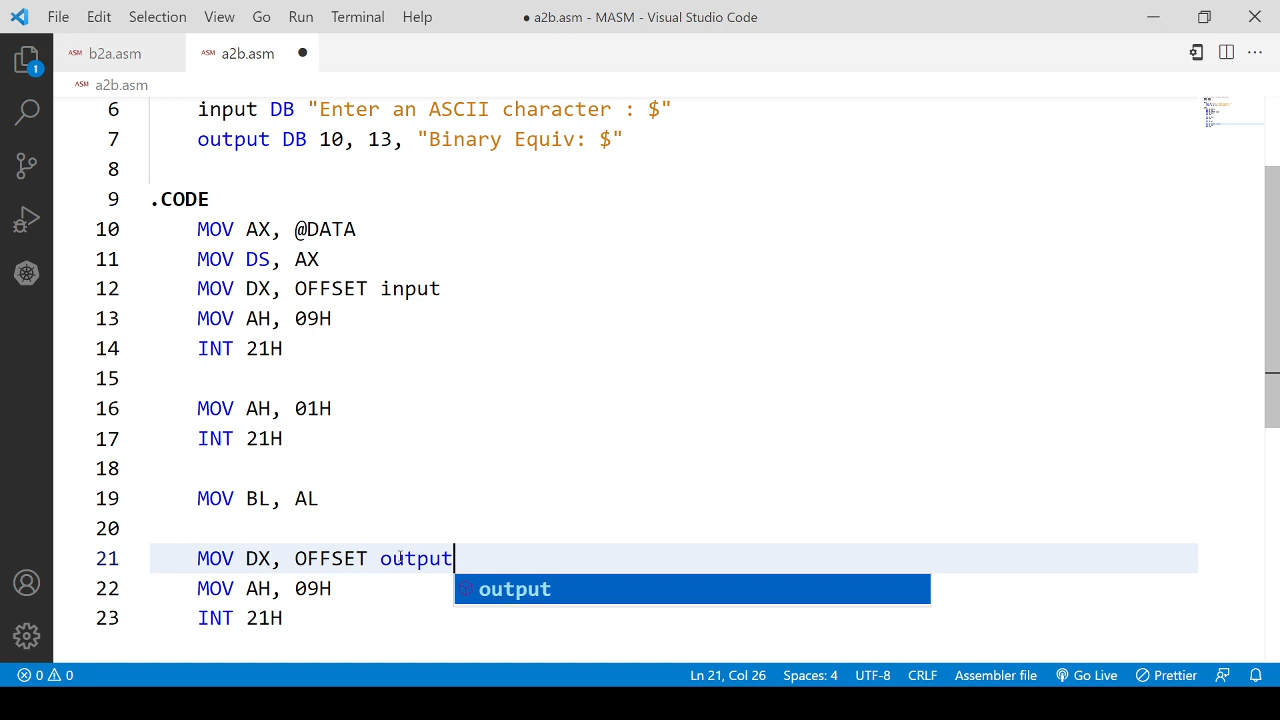 File Edit Selection View Go Run Terminal Help ● a2b.asm - MASM - Visual Studio Code
ASM b2a.asm ASM a2b.asm ●
ASM a2b.asm
6 input DB "Enter an ASCII character : $"
7 output DB 10, 13, "Binary Equiv: $"
8
9 .CODE
10 MOV AX, @DATA
11 MOV DS, AX
12 MOV DX, OFFSET input
13 MOV AH, 09H
14 INT 21H
15
16 MOV AH, 01H
17 INT 21H
18
19 MOV BL, AL
20
21 MOV DX, OFFSET output
output
22 MOV AH, 09H
23 INT 21H
1
0 0 Ln 21, Col 26 Spaces: 4 UTF-8 CRLF Assembler file Go Live Prettier